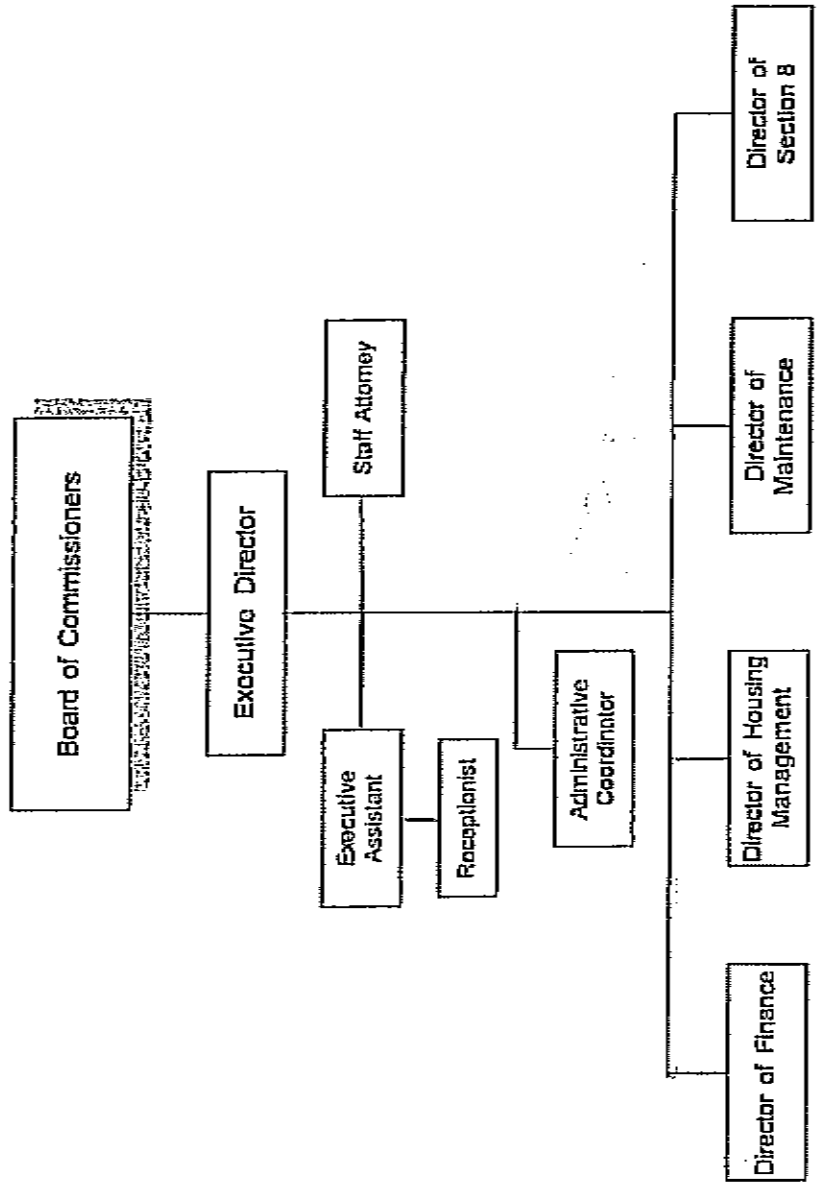 Board of Commissioners
Executive Director
Staff Attorney
Executive
Assistant
Receptionist
Administrative
Coordinator
Director of Finance
Director of Housing
Management
Director of
Maintenance
Director of
Section 8